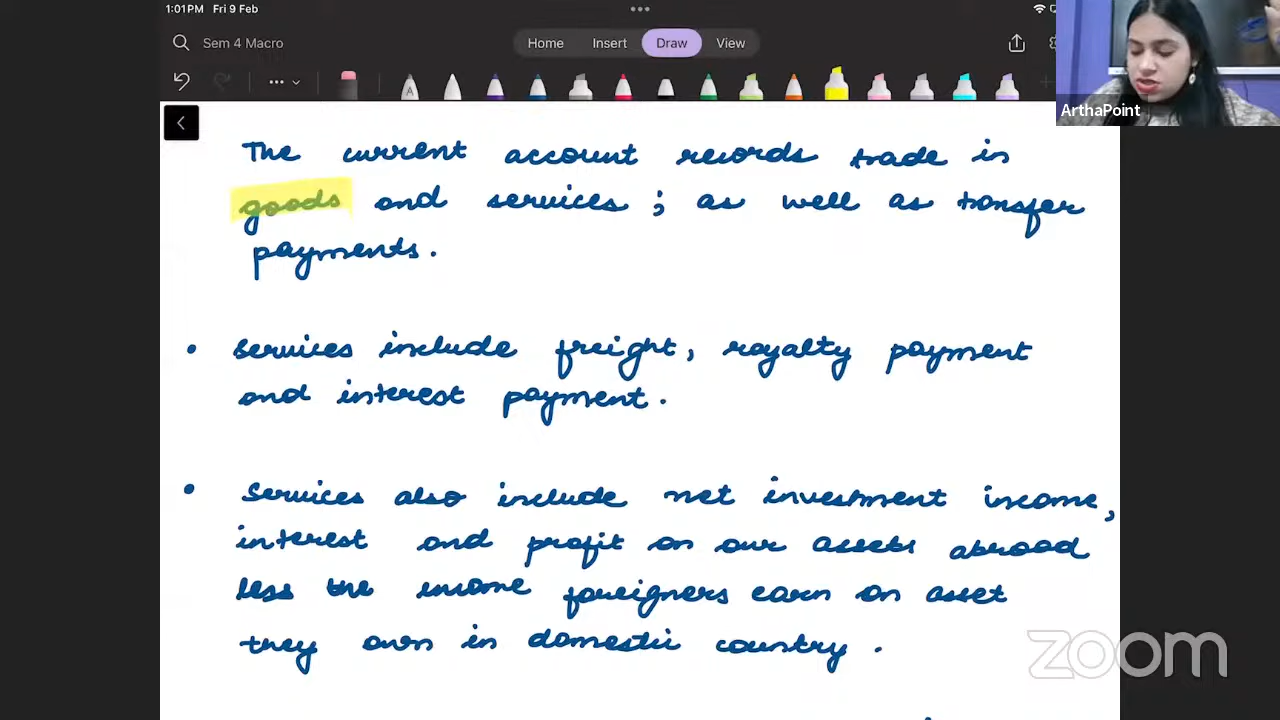 1:01PM Fri 9 Feb
Sem 4 Macro
Home Insert Draw View
ArthaPoint
The current account records trade in
goods and services ; as well as transfer
payments.
• Services include freight, royalty payment
and interest payment.
• Services also include net investment income,
interest and profit on our assets abroad
less the income foreigners earn on asset
they own in domestic country.
zoom